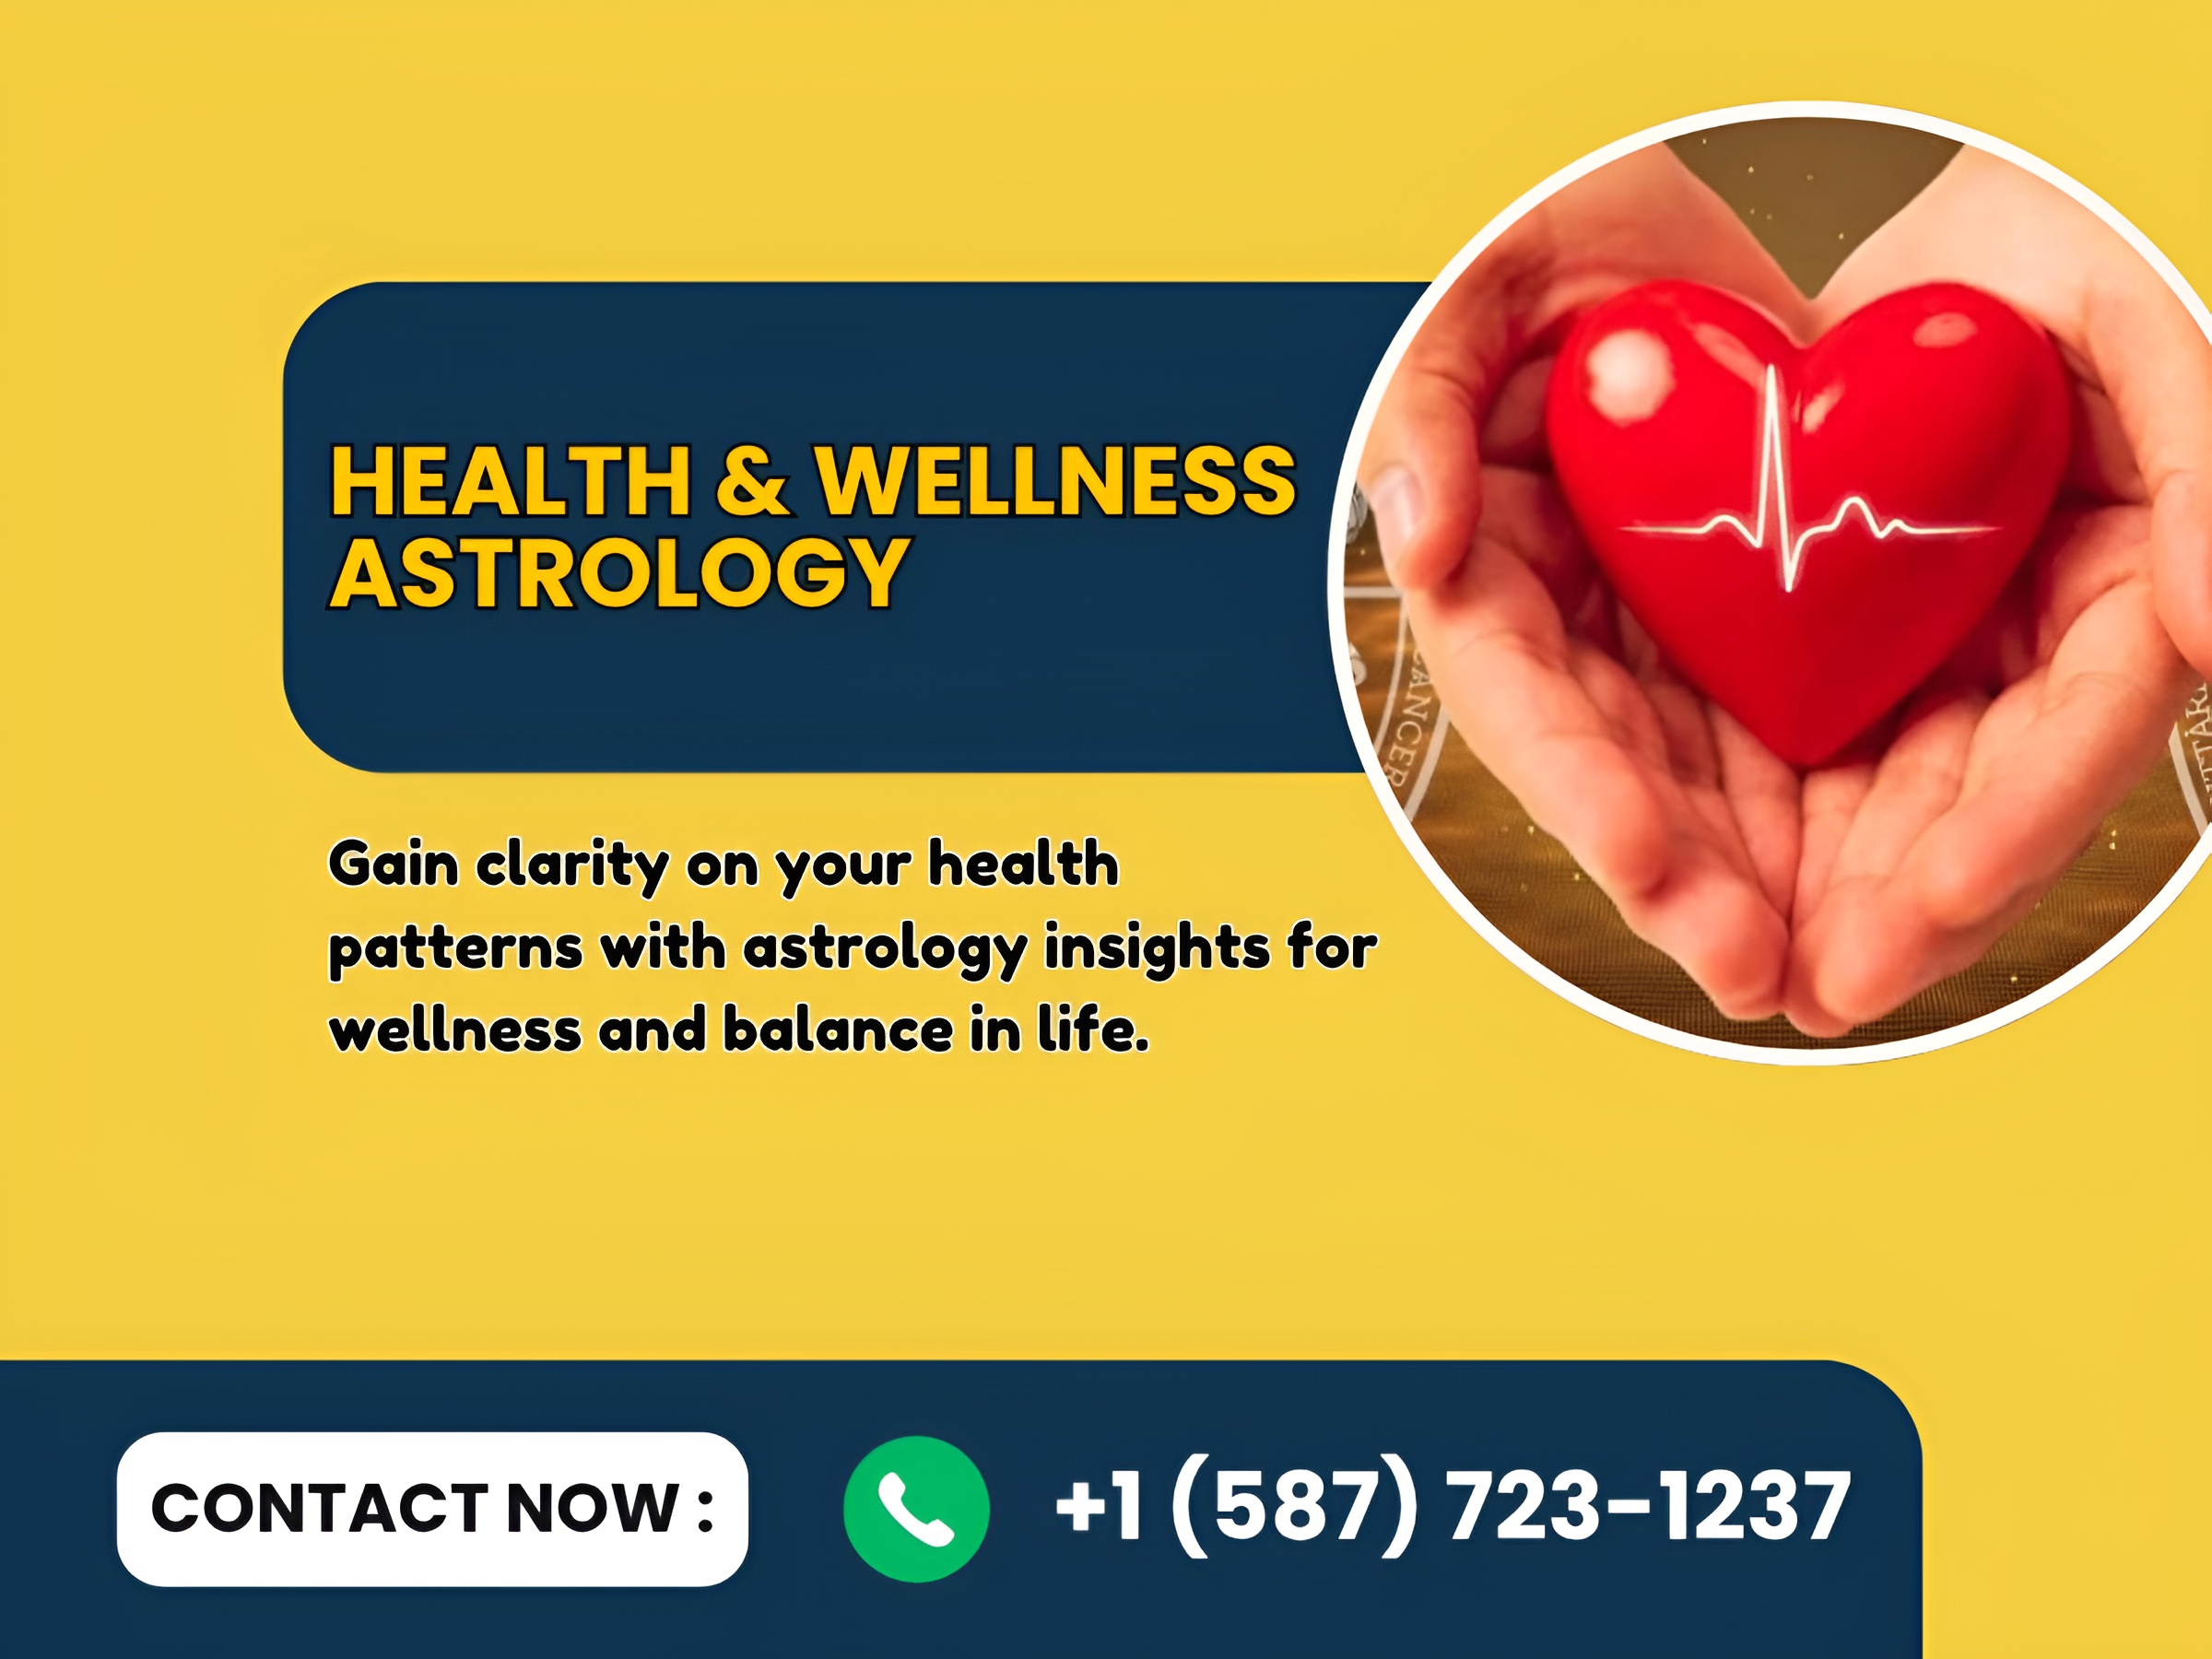 HEALTH & WELLNESS
ASTROLOGY
CANCER
Gain clarity on your health
patterns with astrology insights for
wellness and balance in life.
CONTACT NOW :
+1 (587) 723-1237